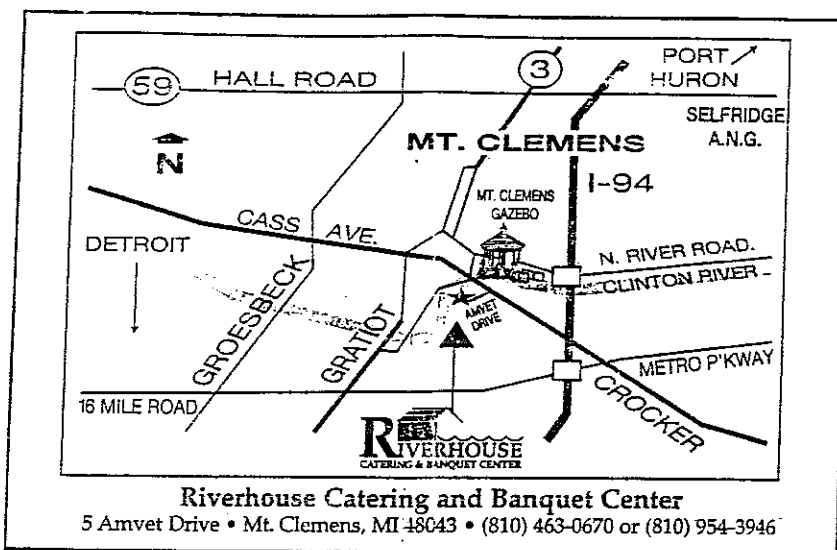 59
HALL ROAD
3
PORT
HURON
SELFRIDGE
A.N.G.
N
MT. CLEMENS
I-94
MT. CLEMENS
GAZEBO
CASS AVE.
DETROIT
N. RIVER ROAD.
CLINTON RIVER
GROESBECK
GRATIOT
AMVET
DRIVE
METRO P'KWAY
16 MILE ROAD
CROCKER
RIVERHOUSE
CATERING & BANQUET CENTER
Riverhouse Catering and Banquet Center
5 Amvet Drive • Mt. Clemens, MI 48043 • (810) 463-0670 or (810) 954-3946